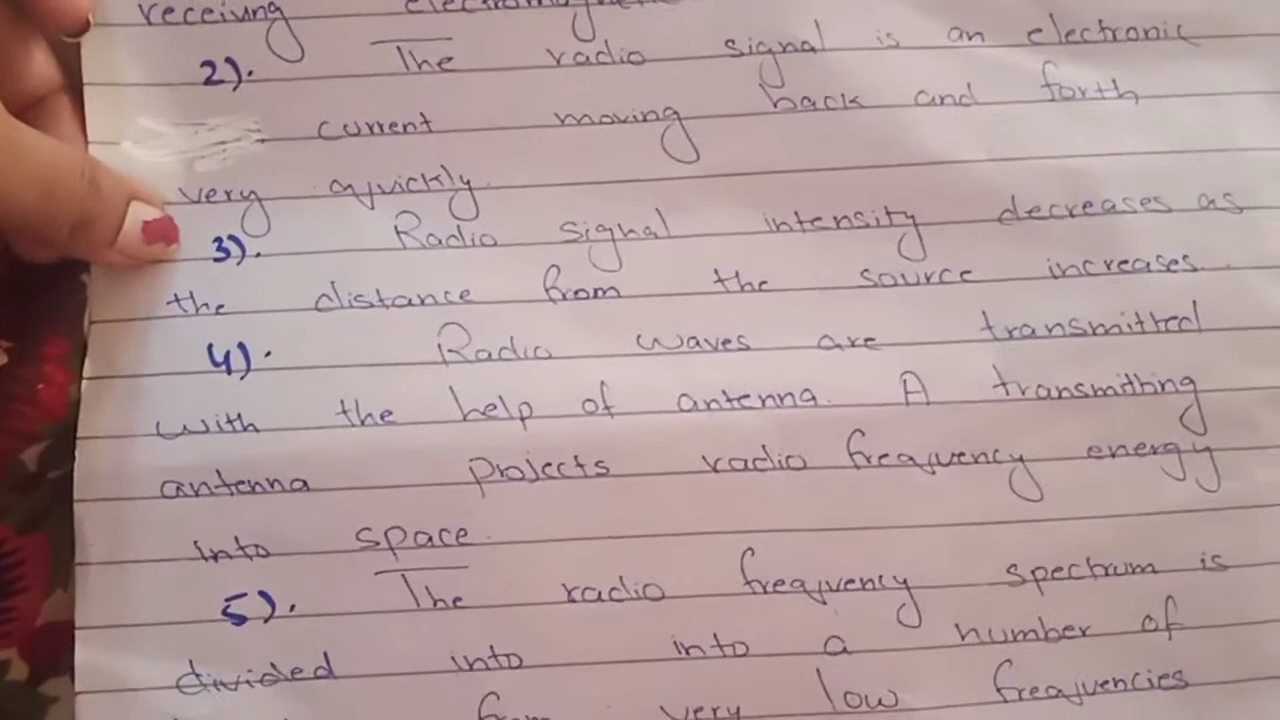 receiving
2). The radio signal is an electronic
current moving back and forth
very quickly.
3). Radio signal intensity decreases as
the distance from the source increases.
4). Radio waves are transmitted
with the help of antenna. A transmitting
antenna projects radio frequency energy
into space.
5). The radio frequency spectrum is
divided into into a number of
from very low frequencies